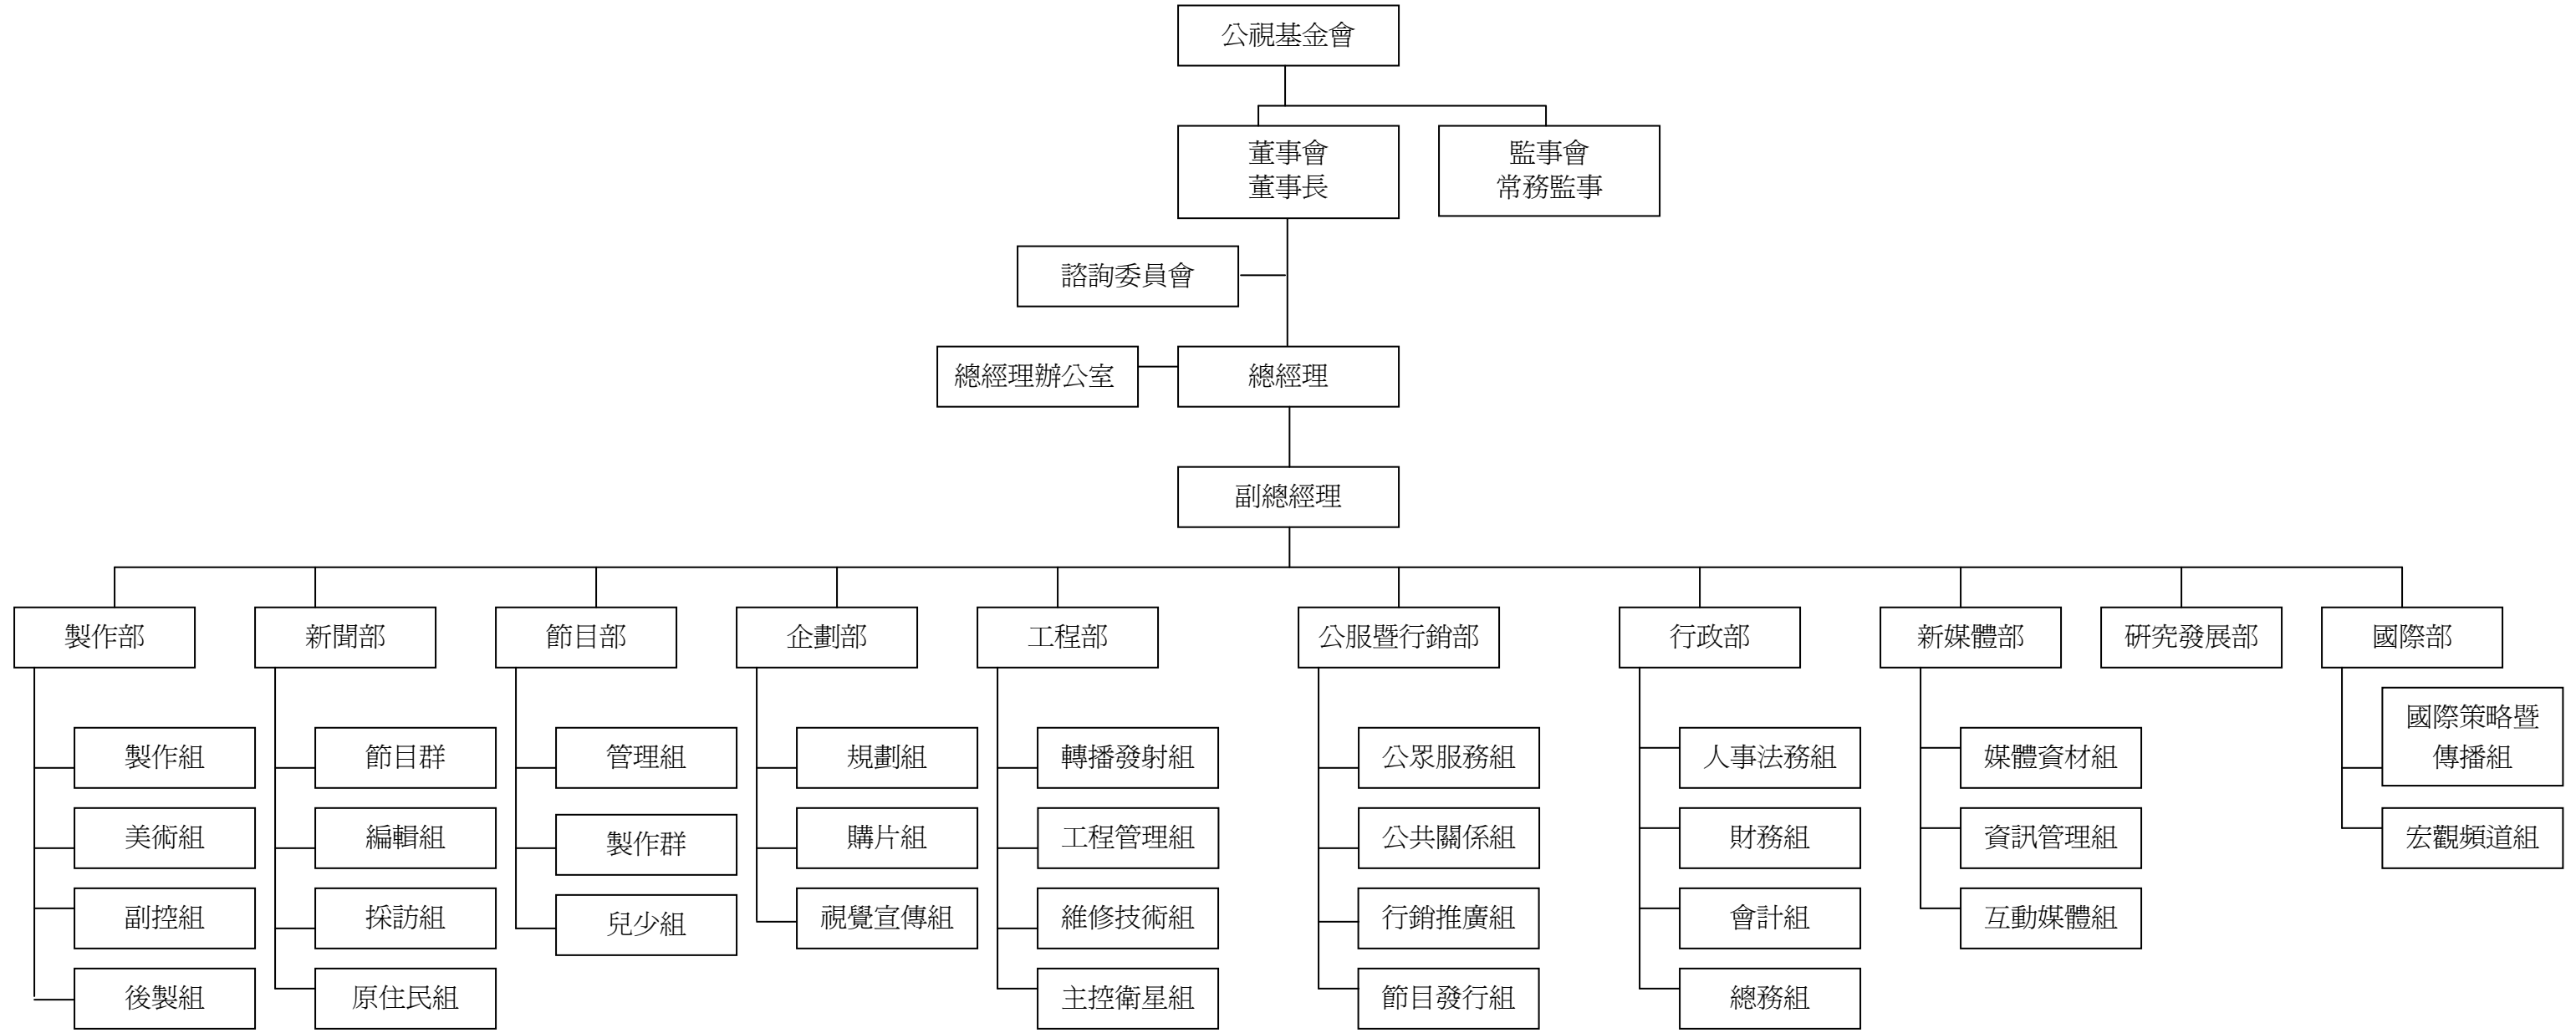 公視基金會
董事會
董事長
監事會
常務監事
諮詢委員會
總經理辦公室
總經理
副總經理
製作部
新聞部
節目部
企劃部
工程部
公服暨行銷部
行政部
新媒體部
研究發展部
國際部
製作組
美術組
副控組
後製組
節目群
編輯組
採訪組
原住民組
管理組
製作群
兒少組
規劃組
購片組
視覺宣傳組
轉播發射組
工程管理組
維修技術組
主控衛星組
公眾服務組
公共關係組
行銷推廣組
節目發行組
人事法務組
財務組
會計組
總務組
媒體資材組
資訊管理組
互動媒體組
國際策略暨
傳播組
宏觀頻道組